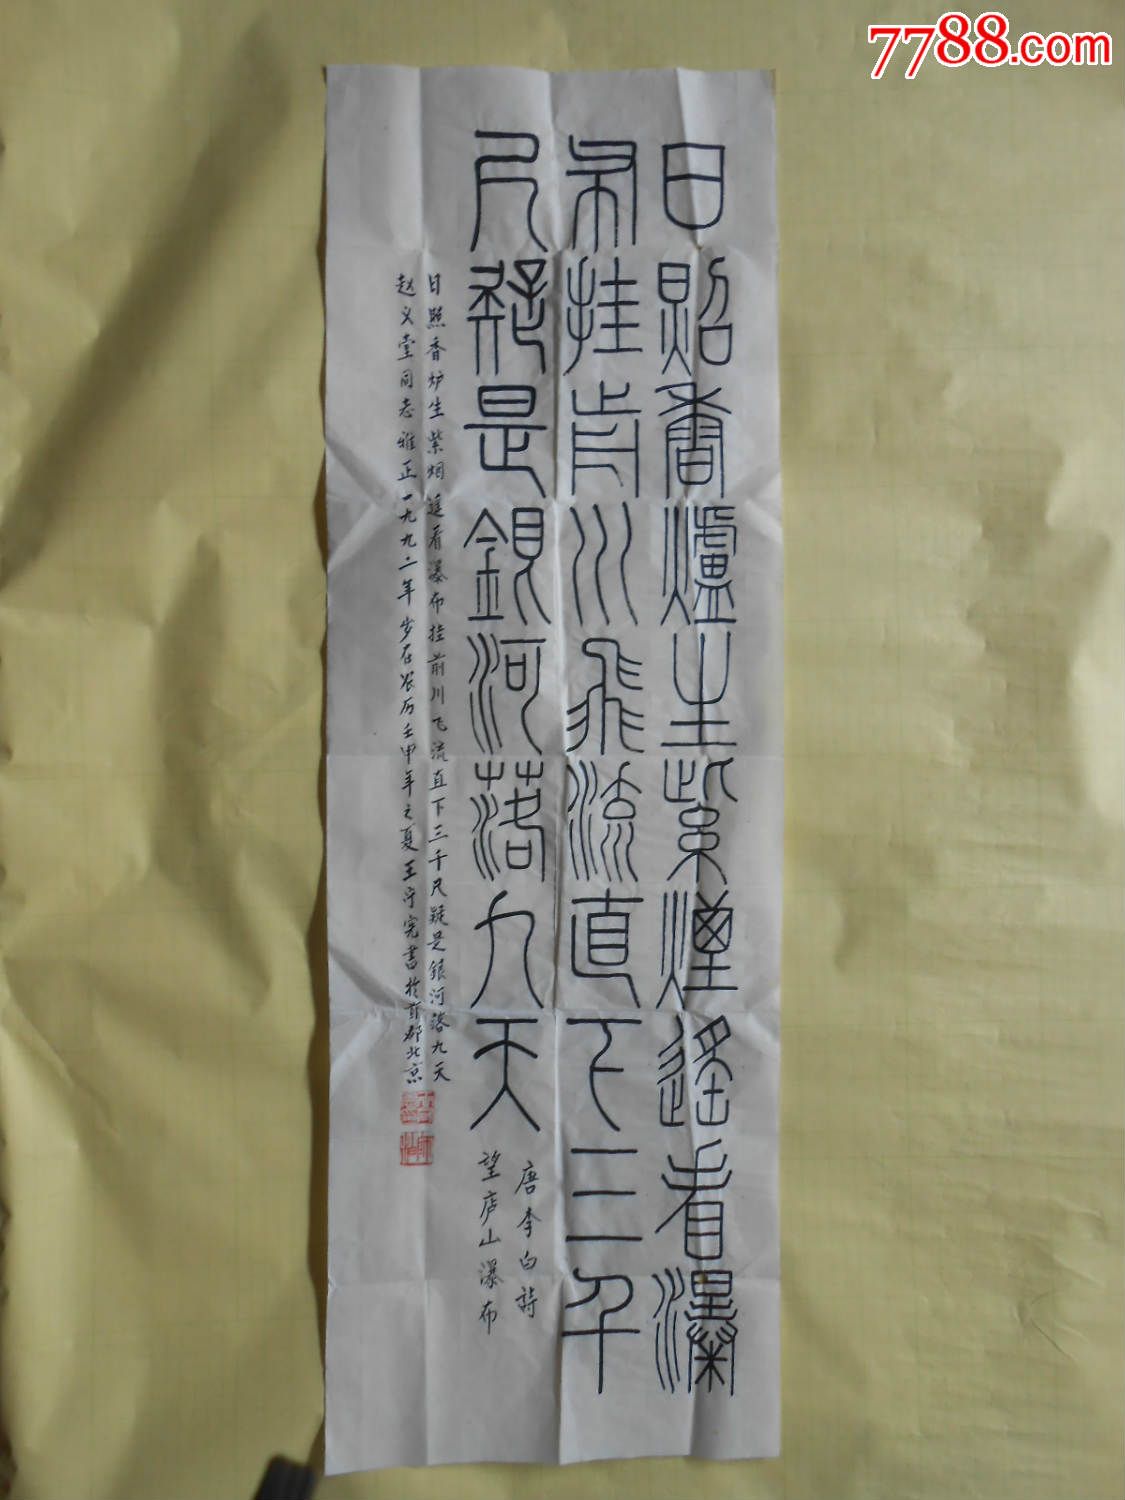 7788.com
日照香爐生紫煙遙看瀑
布挂前川飛流直下三千
尺疑是銀河落九天
唐李白詩
望庐山瀑布
日照香炉生紫烟遥看瀑布挂前川飞流直下三千尺疑是银河落九天
赵义堂同志雅正一九九二年岁在农历壬申年之夏王守宪书於首都北京